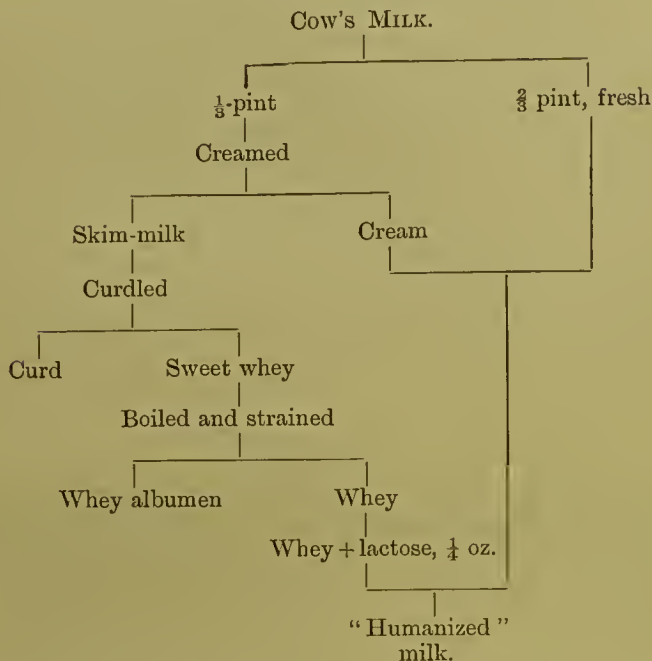 Cow's MILK.
⅓-pint
⅔ pint, fresh
Creamed
Skim-milk
Cream
Curdled
Curd
Sweet whey
Boiled and strained
Whey albumen
Whey
Whey + lactose, ¼ oz.
"Humanized"
milk.